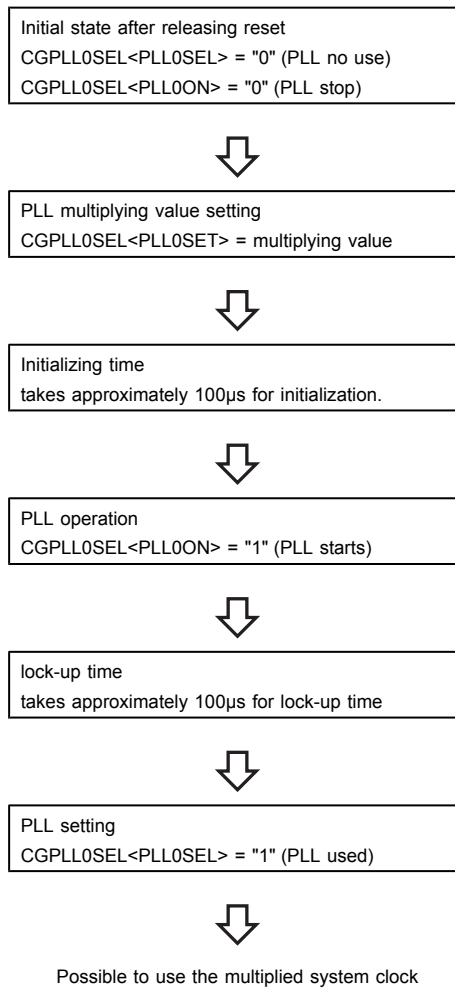 Initial state after releasing reset
CGPLL0SEL<PLL0SEL> = "0" (PLL no use)
CGPLL0SEL<PLL0ON> = "0" (PLL stop)
PLL multiplying value setting
CGPLL0SEL<PLL0SET> = multiplying value
Initializing time
takes approximately 100μs for initialization.
PLL operation
CGPLL0SEL<PLL0ON> = "1" (PLL starts)
lock-up time
takes approximately 100μs for lock-up time
PLL setting
CGPLL0SEL<PLL0SEL> = "1" (PLL used)
Possible to use the multiplied system clock